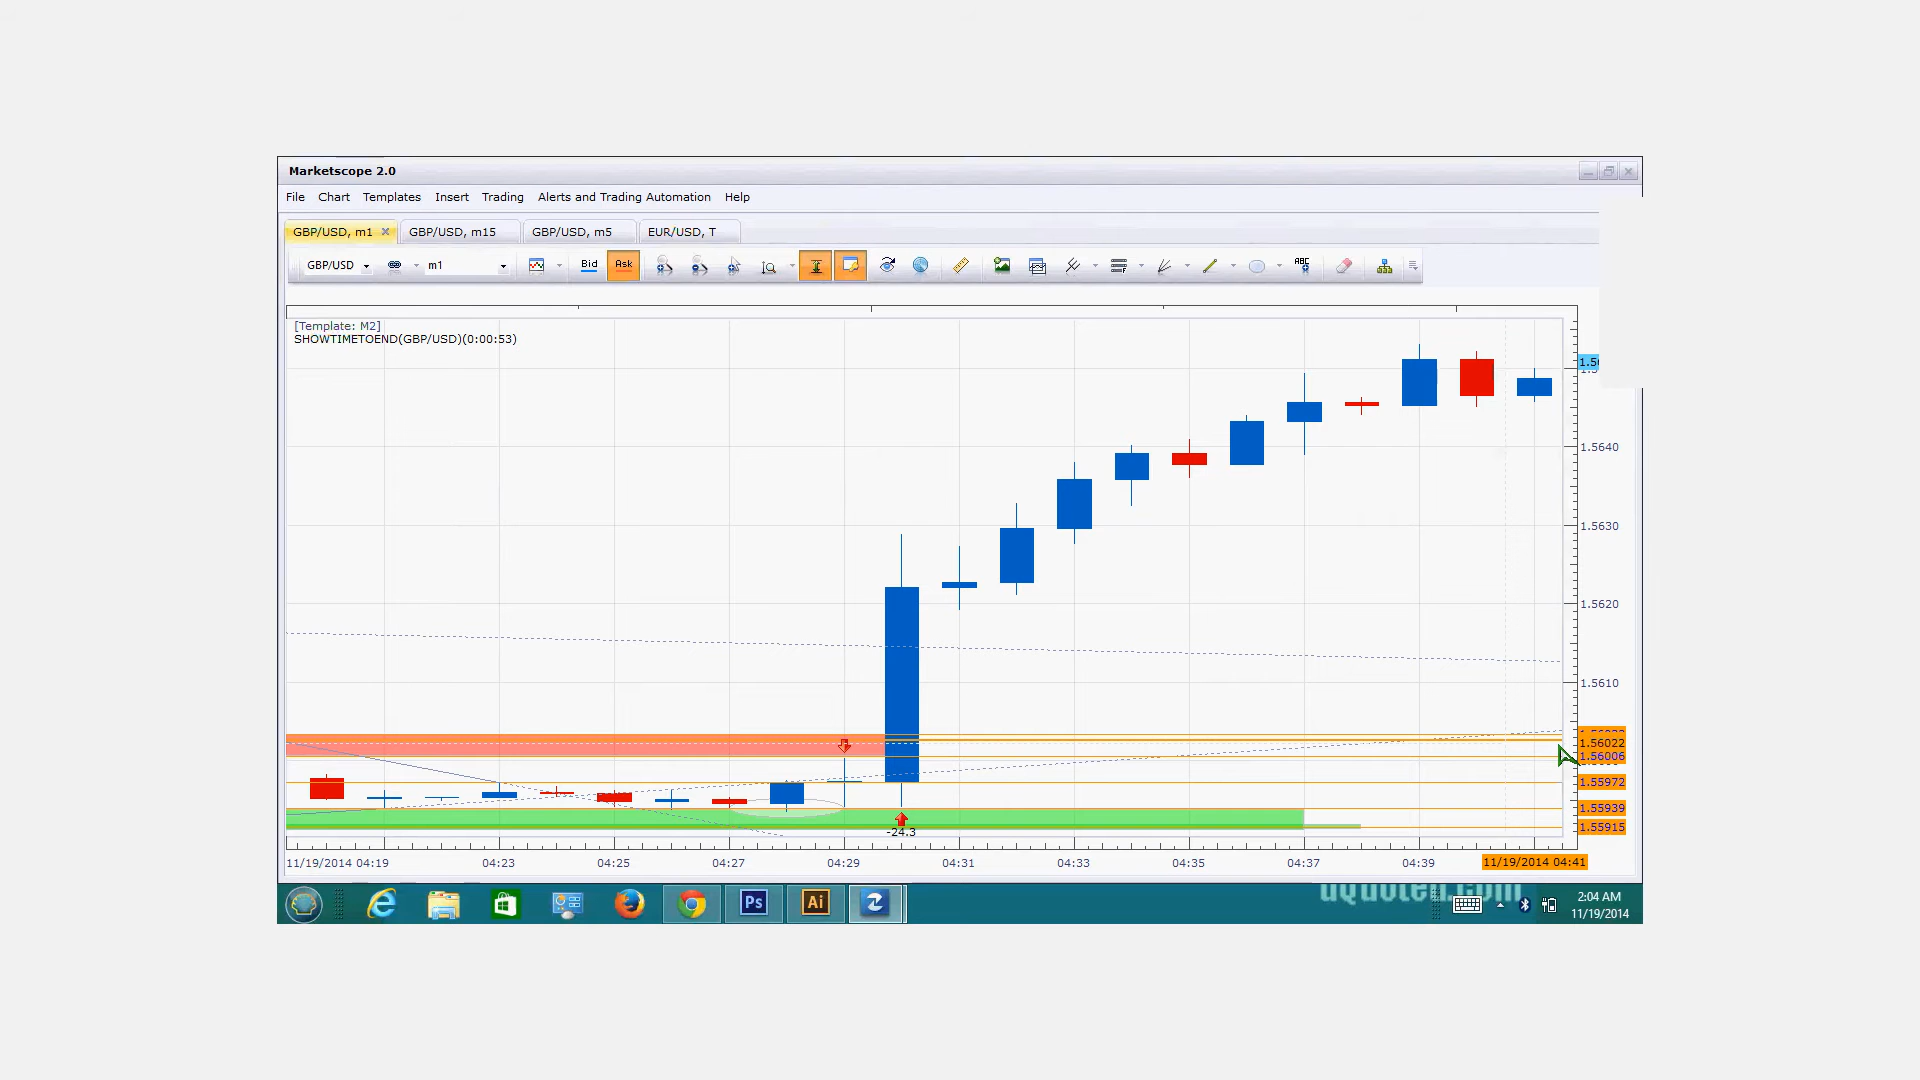 Marketscope 2.0
File Chart Templates Insert Trading Alerts and Trading Automation Help
GBP/USD, m1 GBP/USD, m15 GBP/USD, m5 EUR/USD, T
GBP/USD m1 Bid Ask ABC
[Template: M2]
SHOWTIMETOEND(GBP/USD)(0:00:53)
1.5640
1.5630
1.5620
1.5610
1.56022
1.56006
1.55972
1.55939
1.55915
-24.3
11/19/2014 04:19 04:23 04:25 04:27 04:29 04:31 04:33 04:35 04:37 04:39 11/19/2014 04:41
Ps Ai
2:04 AM
11/19/2014